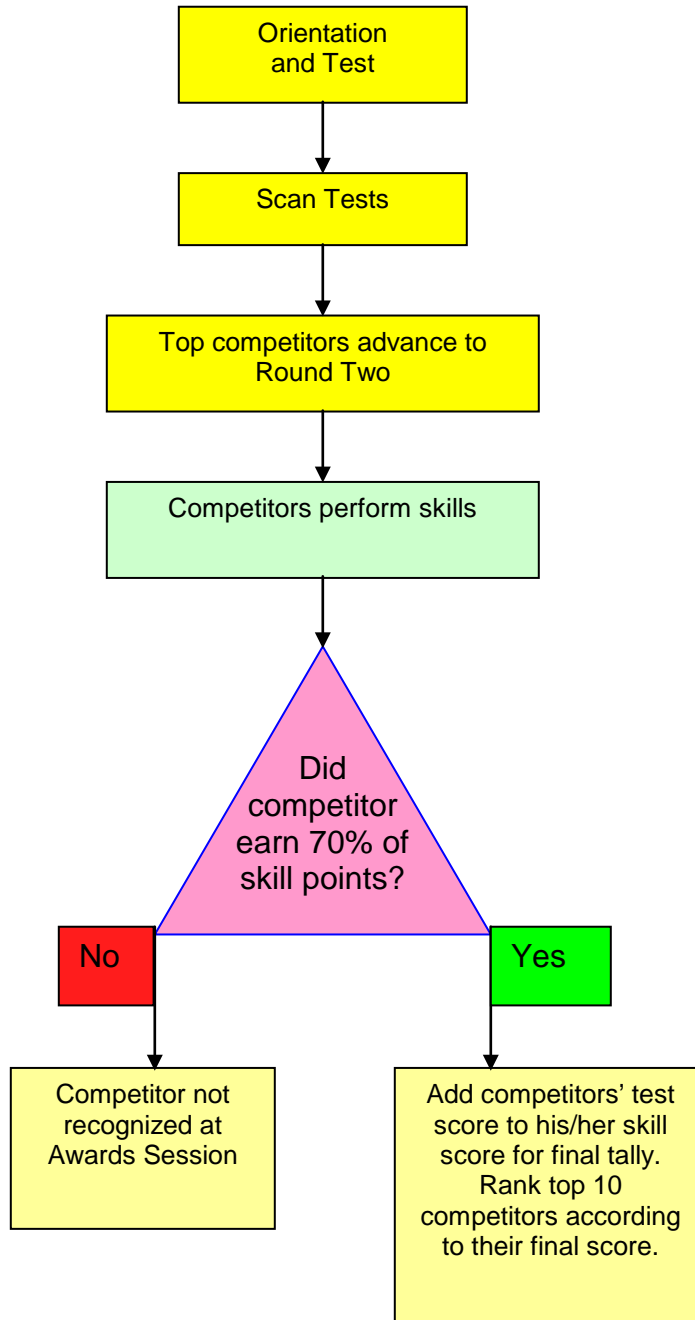 Orientation
and Test
Scan Tests
Top competitors advance to
Round Two
Competitors perform skills
Did
competitor
earn 70% of
skill points?
No
Yes
Competitor not
recognized at
Awards Session
Add competitors’ test
score to his/her skill
score for final tally.
Rank top 10
competitors according
to their final score.